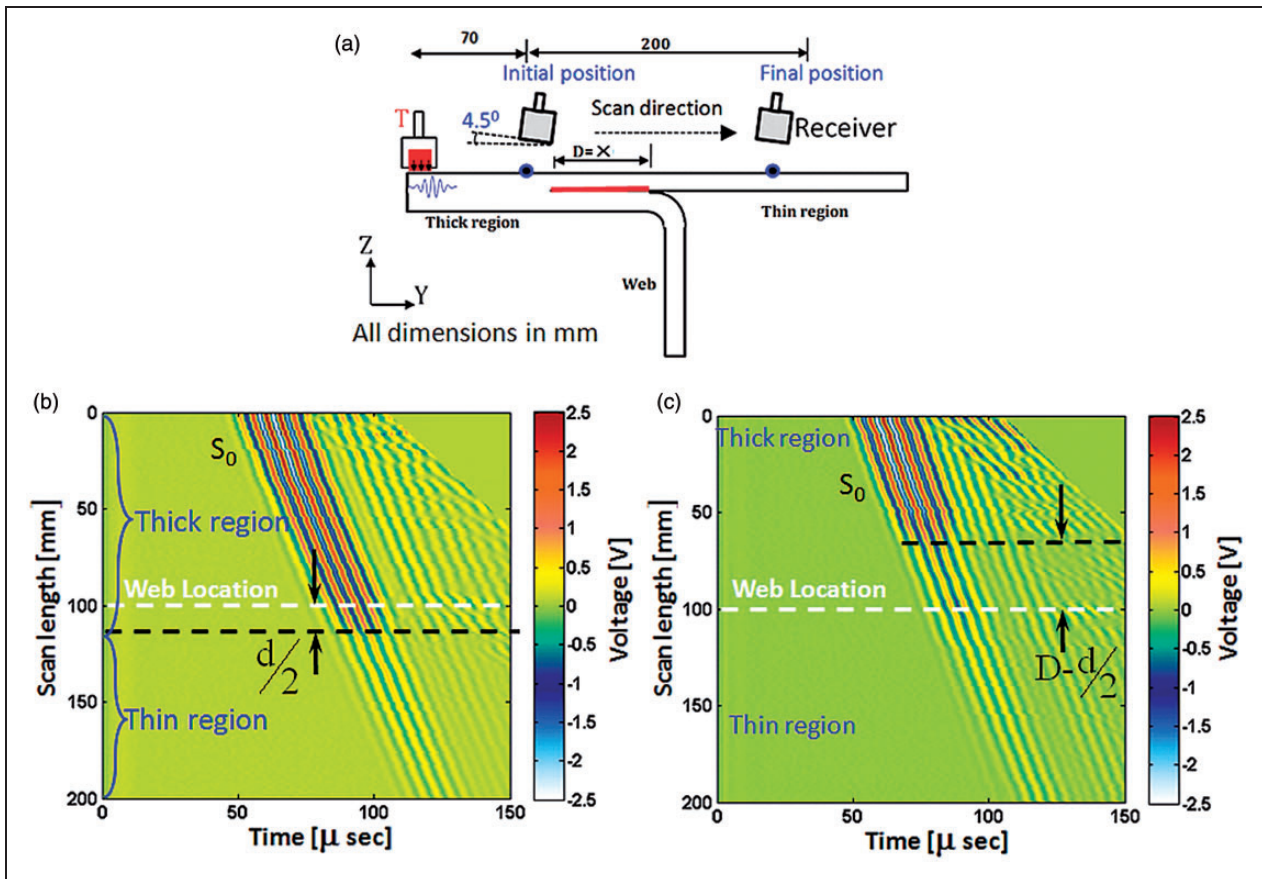 (a)
70
200
Initial position
Final position
T
4.5⁰
Scan direction
Receiver
D=×
Thick region
Thin region
Web
Z
Y
All dimensions in mm
(b)
0
50
100
150
200
Scan length [mm]
S₀
Thick region
Web Location
d/2
Thin region
0
50
100
150
Time [μ sec]
2.5
2
1.5
1
0.5
0
-0.5
-1
-1.5
-2
-2.5
Voltage [V]
(c)
0
50
100
150
200
Scan length [mm]
Thick region
S₀
Web Location
D-d/2
Thin region
0
50
100
150
Time [μ sec]
2.5
2
1.5
1
0.5
0
-0.5
-1
-1.5
-2
-2.5
Voltage [V]